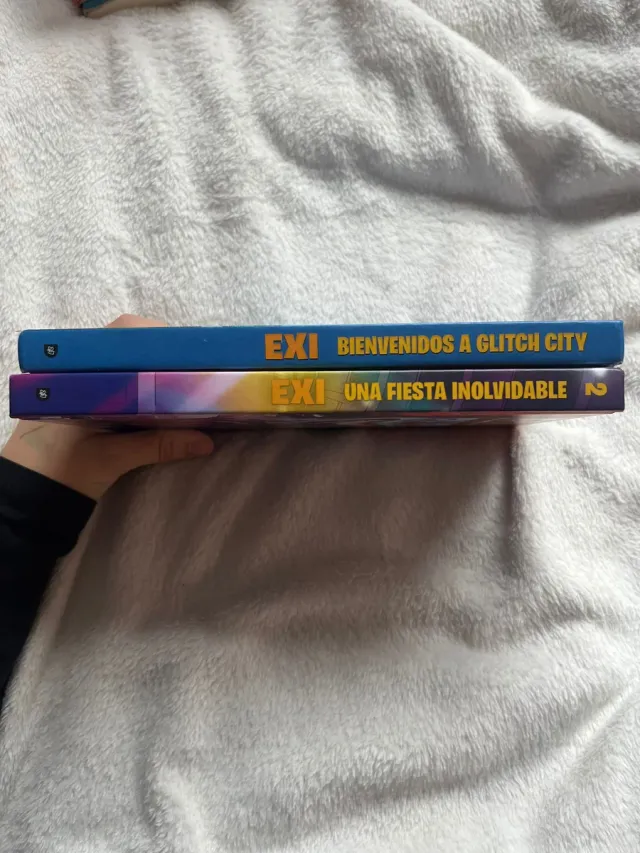 EXI BIENVENIDOS A GLITCH CITY
EXI UNA FIESTA INOLVIDABLE 2